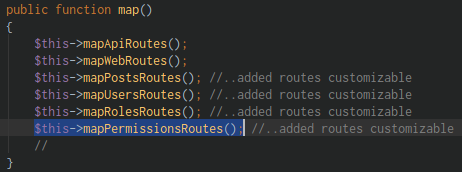 public function map()
{
    $this->mapApiRoutes();
    $this->mapWebRoutes();
    $this->mapPostsRoutes(); //..added routes customizable
    $this->mapUsersRoutes(); //..added routes customizable
    $this->mapRolesRoutes(); //..added routes customizable
    $this->mapPermissionsRoutes(); //..added routes customizable
    //
}